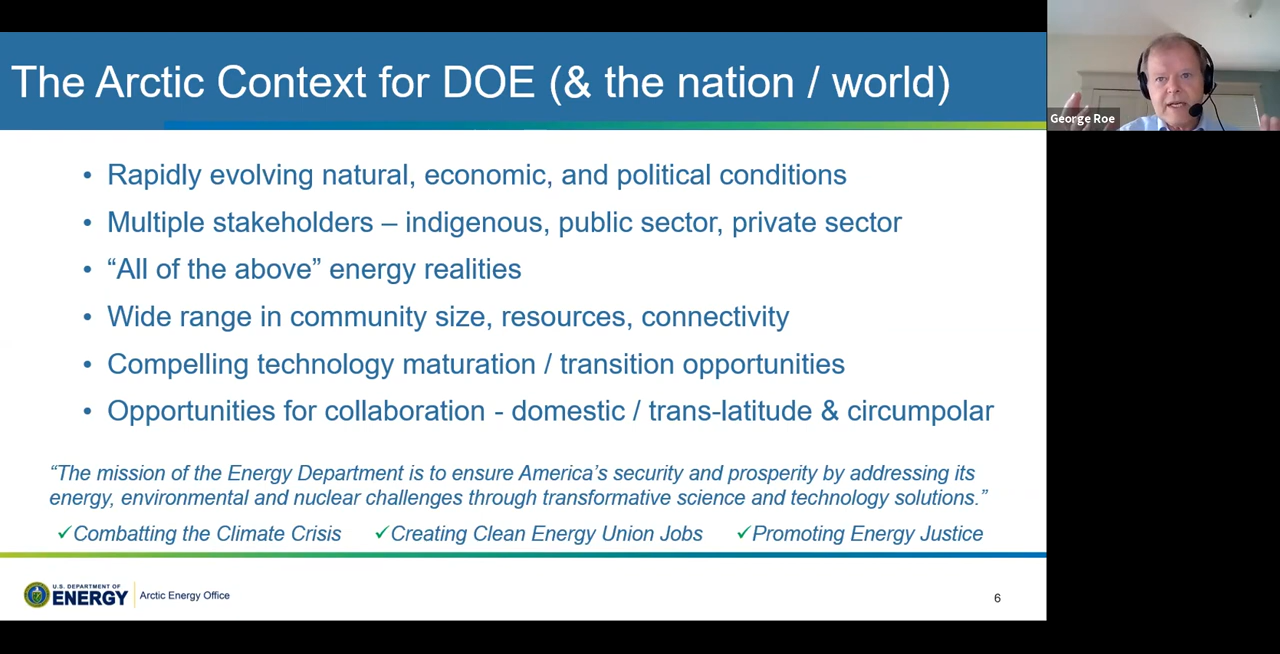 The Arctic Context for DOE (& the nation / world)
George Roe
• Rapidly evolving natural, economic, and political conditions
• Multiple stakeholders – indigenous, public sector, private sector
• “All of the above” energy realities
• Wide range in community size, resources, connectivity
• Compelling technology maturation / transition opportunities
• Opportunities for collaboration - domestic / trans-latitude & circumpolar
“The mission of the Energy Department is to ensure America’s security and prosperity by addressing its
energy, environmental and nuclear challenges through transformative science and technology solutions.”
✓Combatting the Climate Crisis ✓Creating Clean Energy Union Jobs ✓Promoting Energy Justice
U.S. DEPARTMENT OF
ENERGY
Arctic Energy Office
6